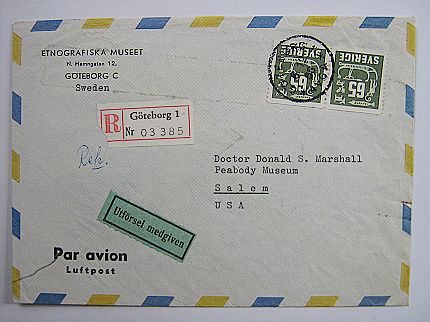 ETNOGRAFISKA MUSEET
N. Hamngatan 12.
GÖTEBORG C
Sweden
SVERIGE
65
SVERIGE
65
R
Göteborg 1
Nr 03385
Rek.
Doctor Donald S. Marshall
Peabody Museum
Salem
USA
Utförsel medgiven
Par avion
Luftpost